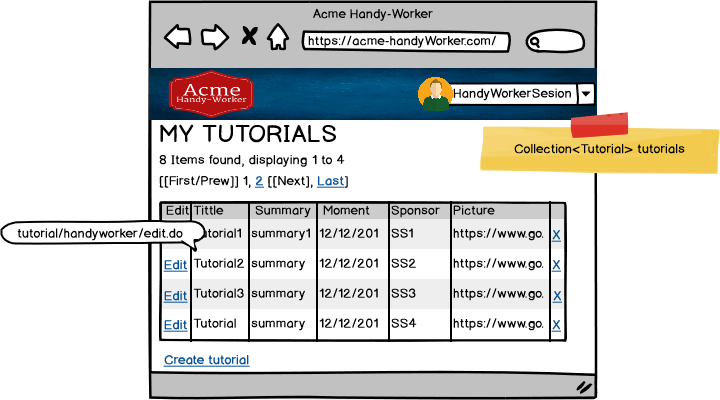 Acme Handy-Worker
https://acme-handyWorker.com/
Acme
Handy-Worker
HandyWorkerSesion
MY TUTORIALS
Collection<Tutorial> tutorials
8 Items found, displaying 1 to 4
[[First/Prew]] 1, 2 [[Next], Last]
Edit Tittle Summary Moment Sponsor Picture
tutorial/handyworker/edit.do
tutorial1 summary1 12/12/201 SS1 https://www.go. X
Edit Tutorial2 summary 12/12/201 SS2 https://www.go. X
Edit Tutorial3 summary 12/12/201 SS3 https://www.go. X
Edit Tutorial summary 12/12/201 SS4 https://www.go. X
Create tutorial